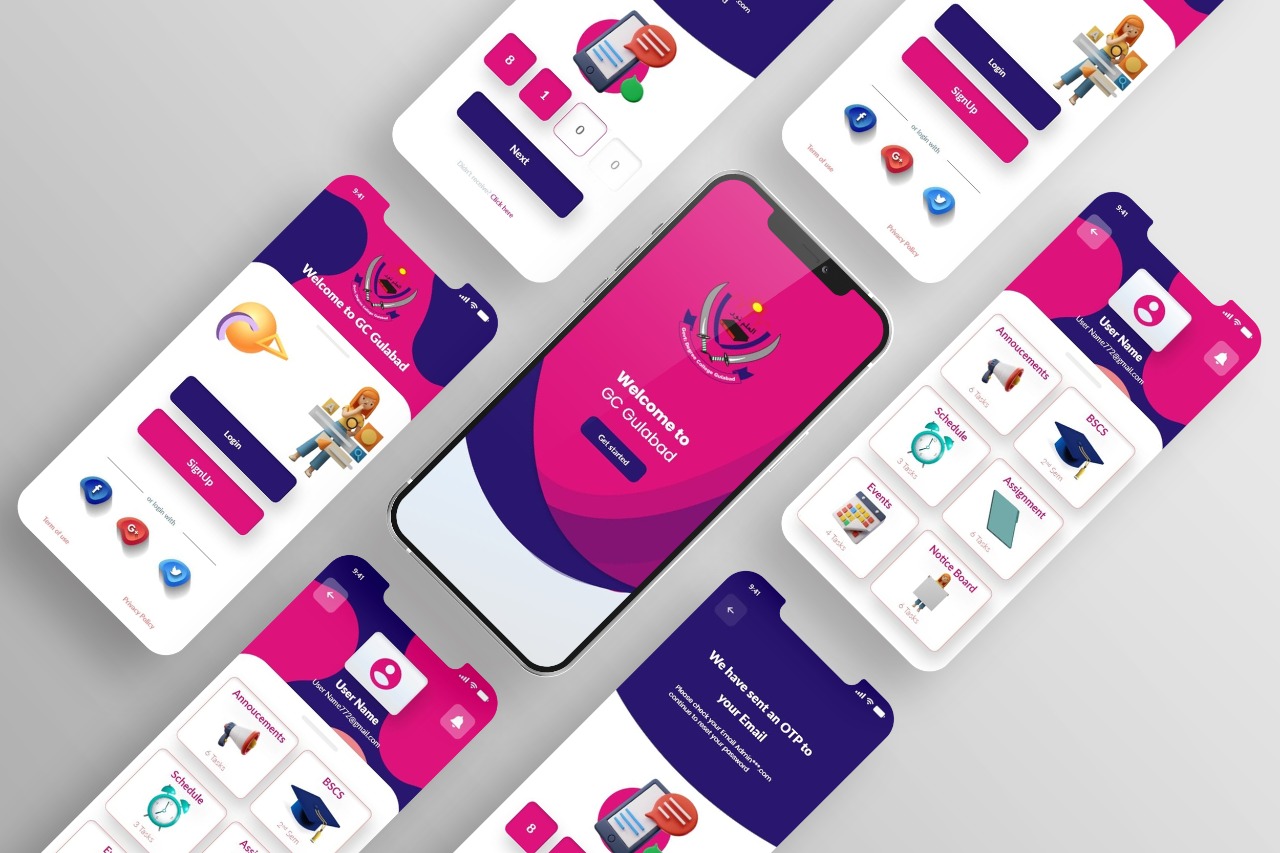 .com
8
1
0
0
Next
Didn't receive? Click here
Login
SignUp
or login with
f
G+
Term of use
Privacy Policy
9:41
Welcome to GC Gulabad
Login
SignUp
or login with
f
G+
Term of use
Privacy Policy
Govt: Degree College Gulabad
Welcome to
GC Gulabad
Get started
9:41
User Name
User Name772@gmail.com
Annoucements
6 Tasks
BSCS
2nd Sem
Schedule
3 Tasks
Assignment
6 Tasks
Events
4 Tasks
Notice Board
6 Tasks
9:41
User Name
User Name772@gmail.com
Annoucements
6 Tasks
BSCS
2nd Sem
Schedule
3 Tasks
9:41
We have sent an OTP to
your Email
Please check your Email Admin***.com
continue to reset your password
8